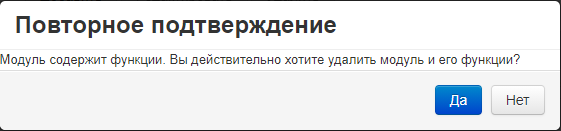 Повторное подтверждение
Модуль содержит функции. Вы действительно хотите удалить модуль и его функции?
Да
Нет